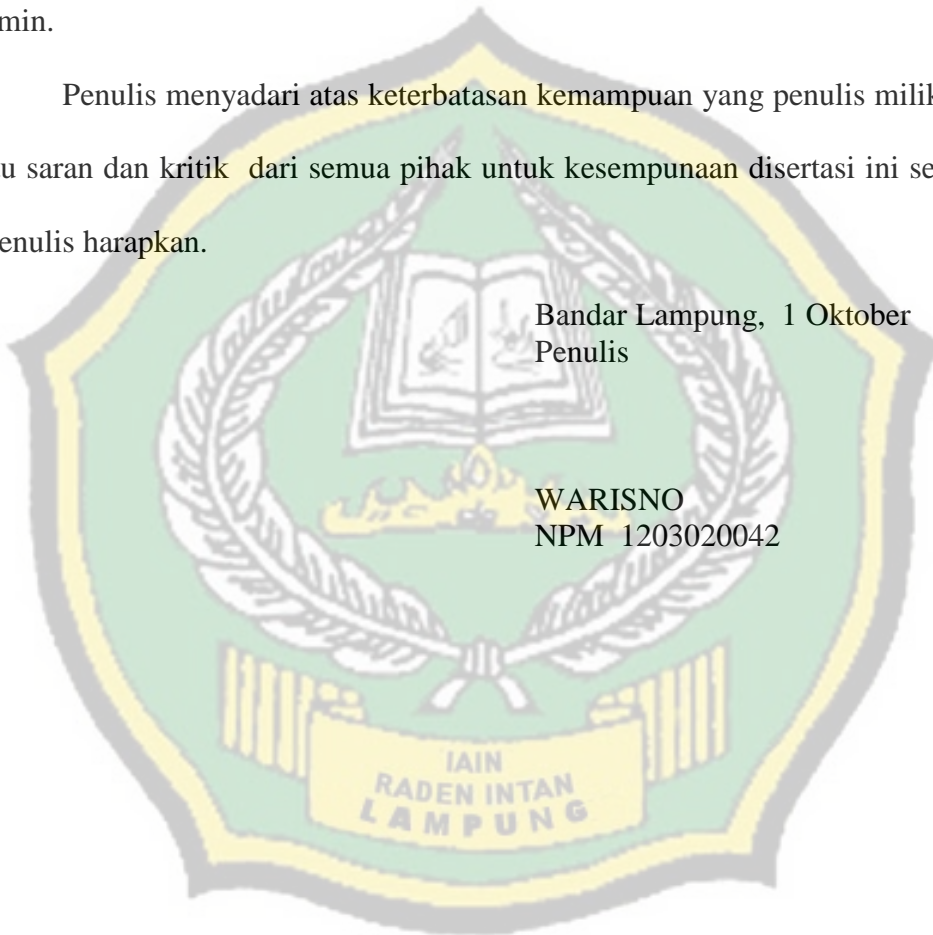 min.
Penulis menyadari atas keterbatasan kemampuan yang penulis milik
u saran dan kritik dari semua pihak untuk kesempunaan disertasi ini se
enulis harapkan.
Bandar Lampung, 1 Oktober
Penulis
WARISNO
NPM 1203020042
IAIN
RADEN INTAN
LAMPUNG